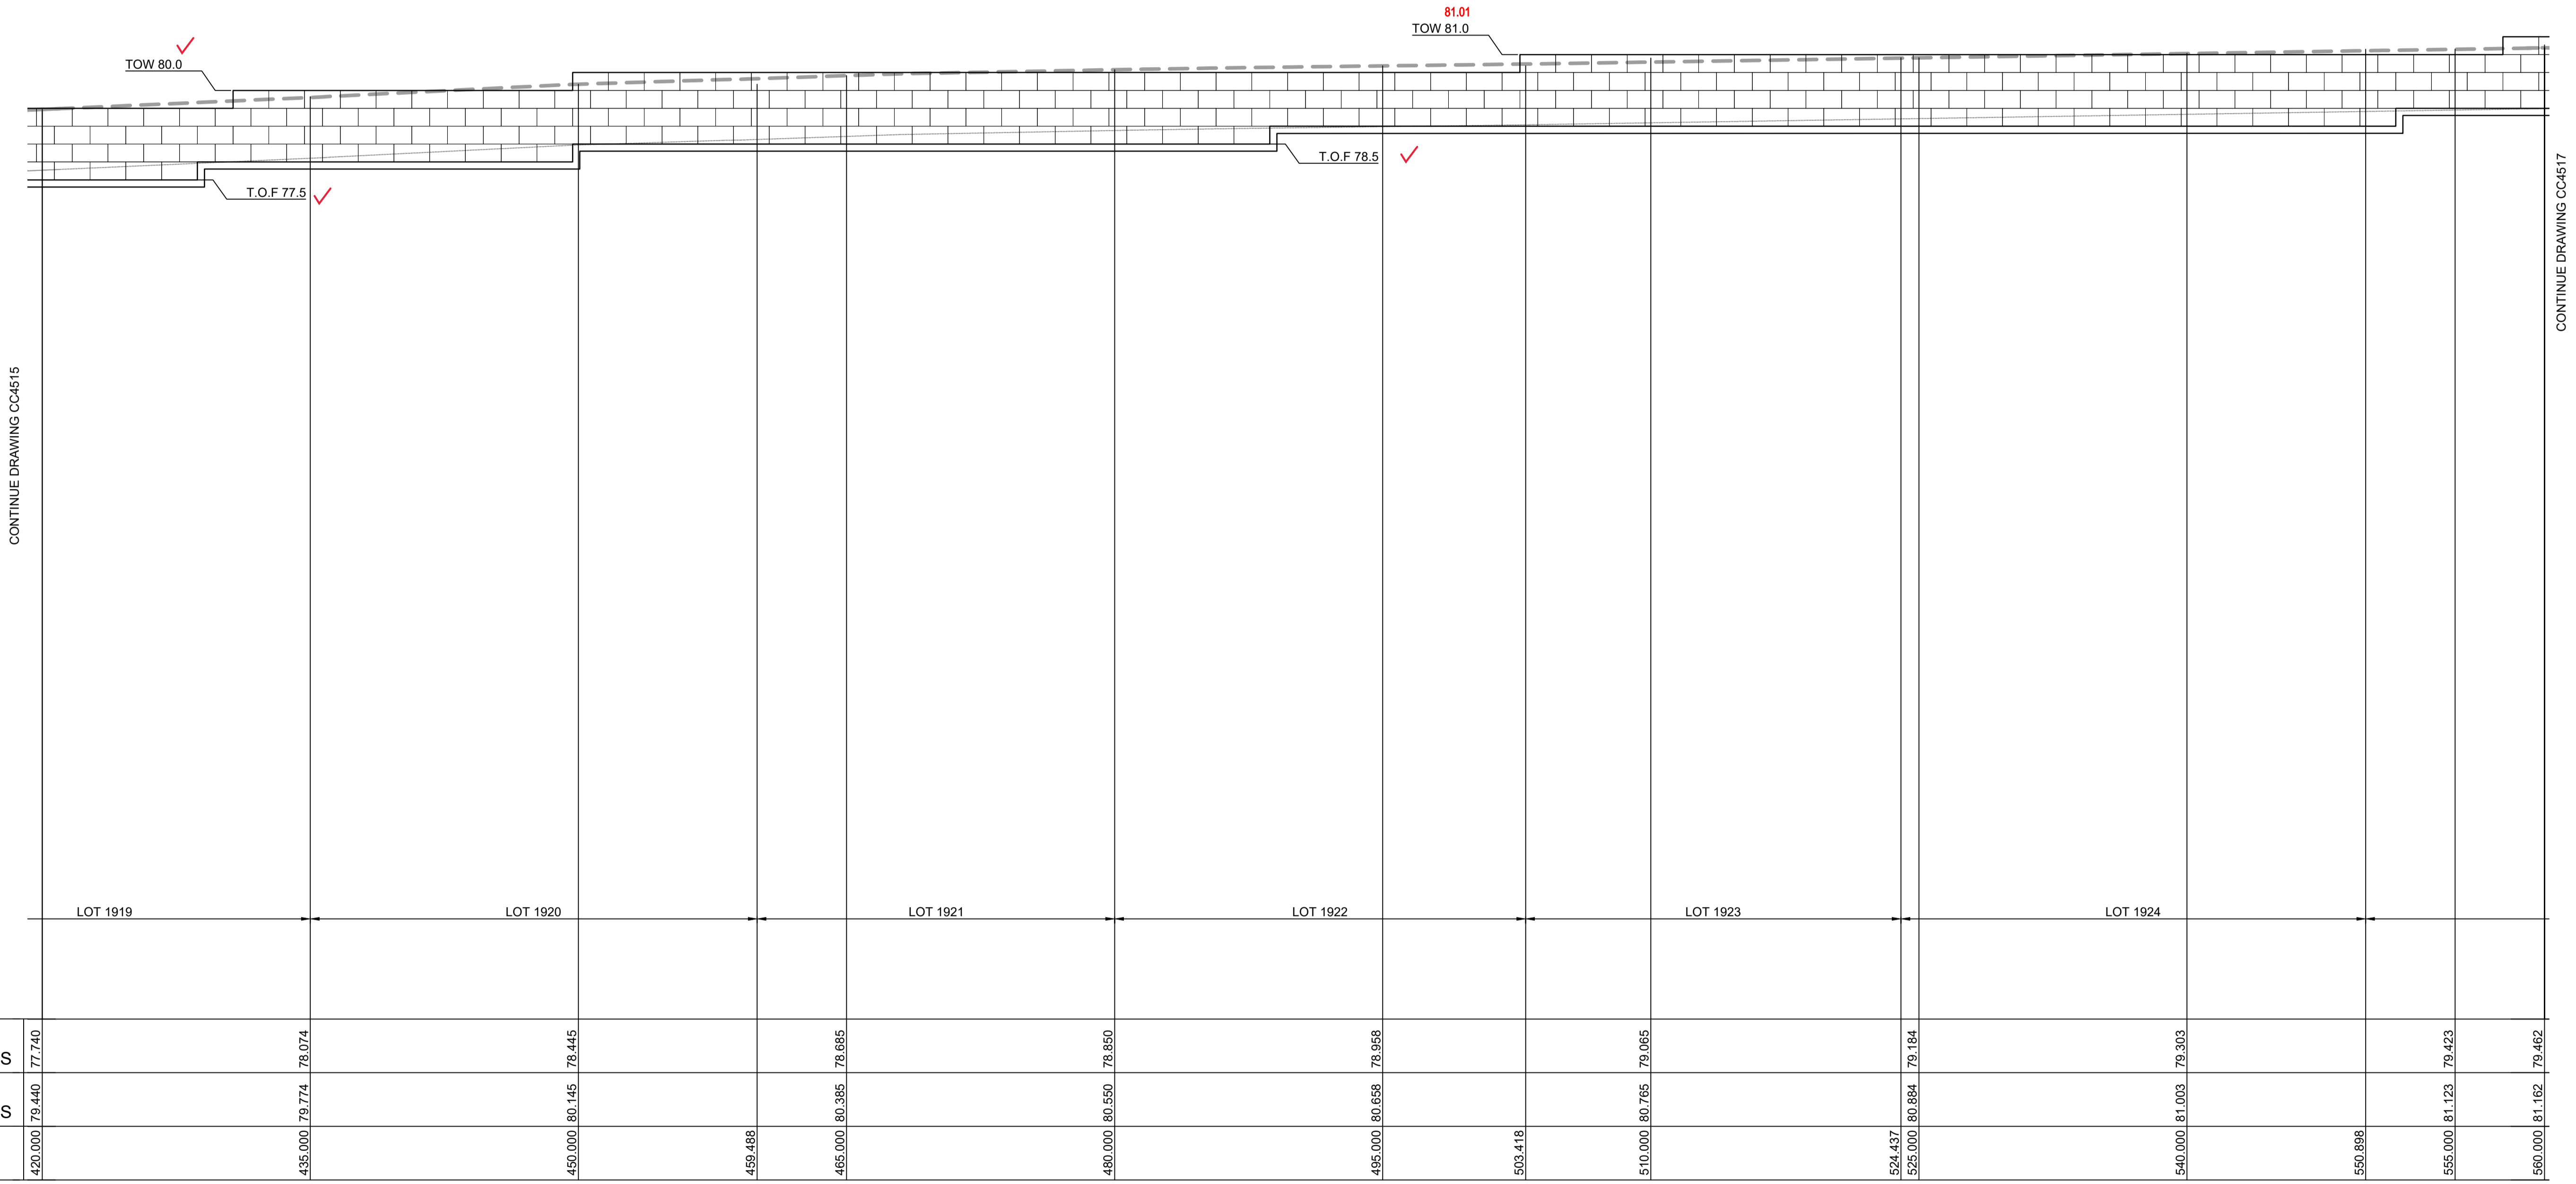 81.01
TOW 81.0
TOW 80.0
T.O.F 78.5
T.O.F 77.5
CONTINUE DRAWING CC4515
CONTINUE DRAWING CC4517
LOT 1919
LOT 1920
LOT 1921
LOT 1922
LOT 1923
LOT 1924
S 77.740 78.074 78.445 78.685 78.850 78.958 79.065 79.184 79.303 79.423 79.462
S 79.440 79.774 80.145 80.385 80.550 80.658 80.765 80.884 81.003 81.123 81.162
420.000 435.000 450.000 459.488 465.000 480.000 495.000 503.418 510.000 524.437 525.000 540.000 550.898 555.000 560.000